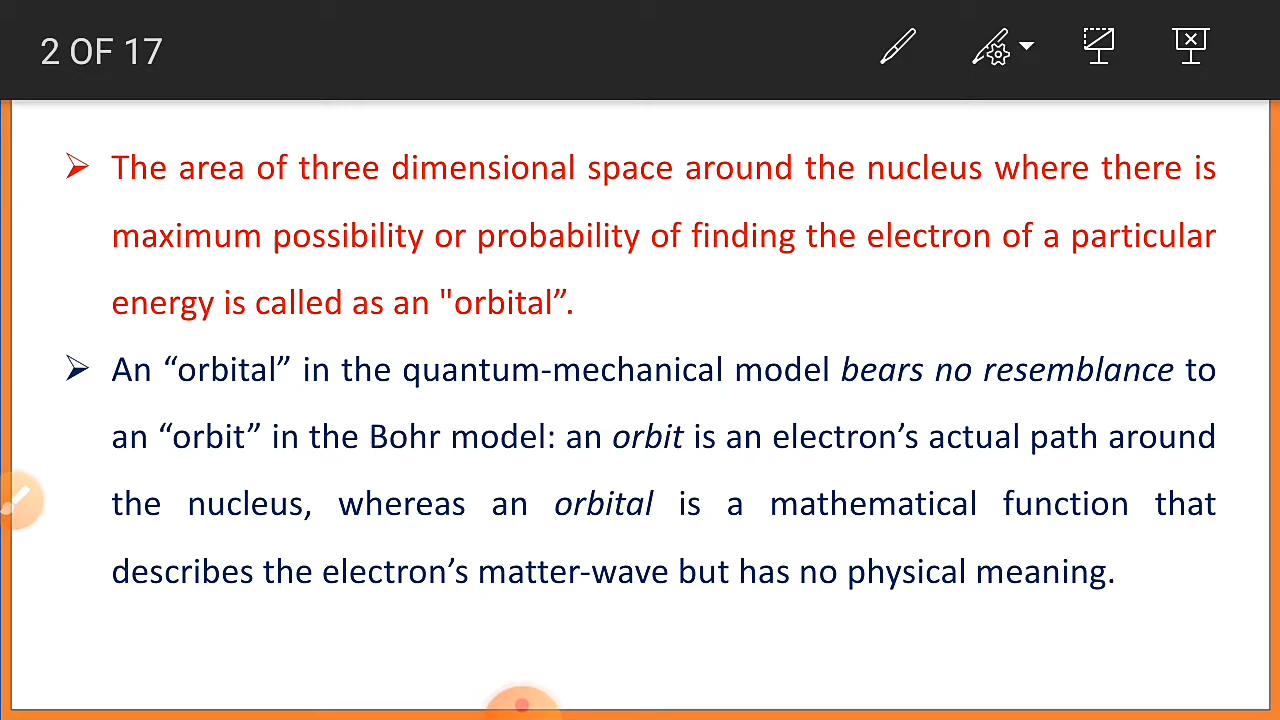 2 OF 17
➢ The area of three dimensional space around the nucleus where there is
maximum possibility or probability of finding the electron of a particular
energy is called as an "orbital”.
➢ An “orbital” in the quantum-mechanical model bears no resemblance to
an “orbit” in the Bohr model: an orbit is an electron’s actual path around
the nucleus, whereas an orbital is a mathematical function that
describes the electron’s matter-wave but has no physical meaning.